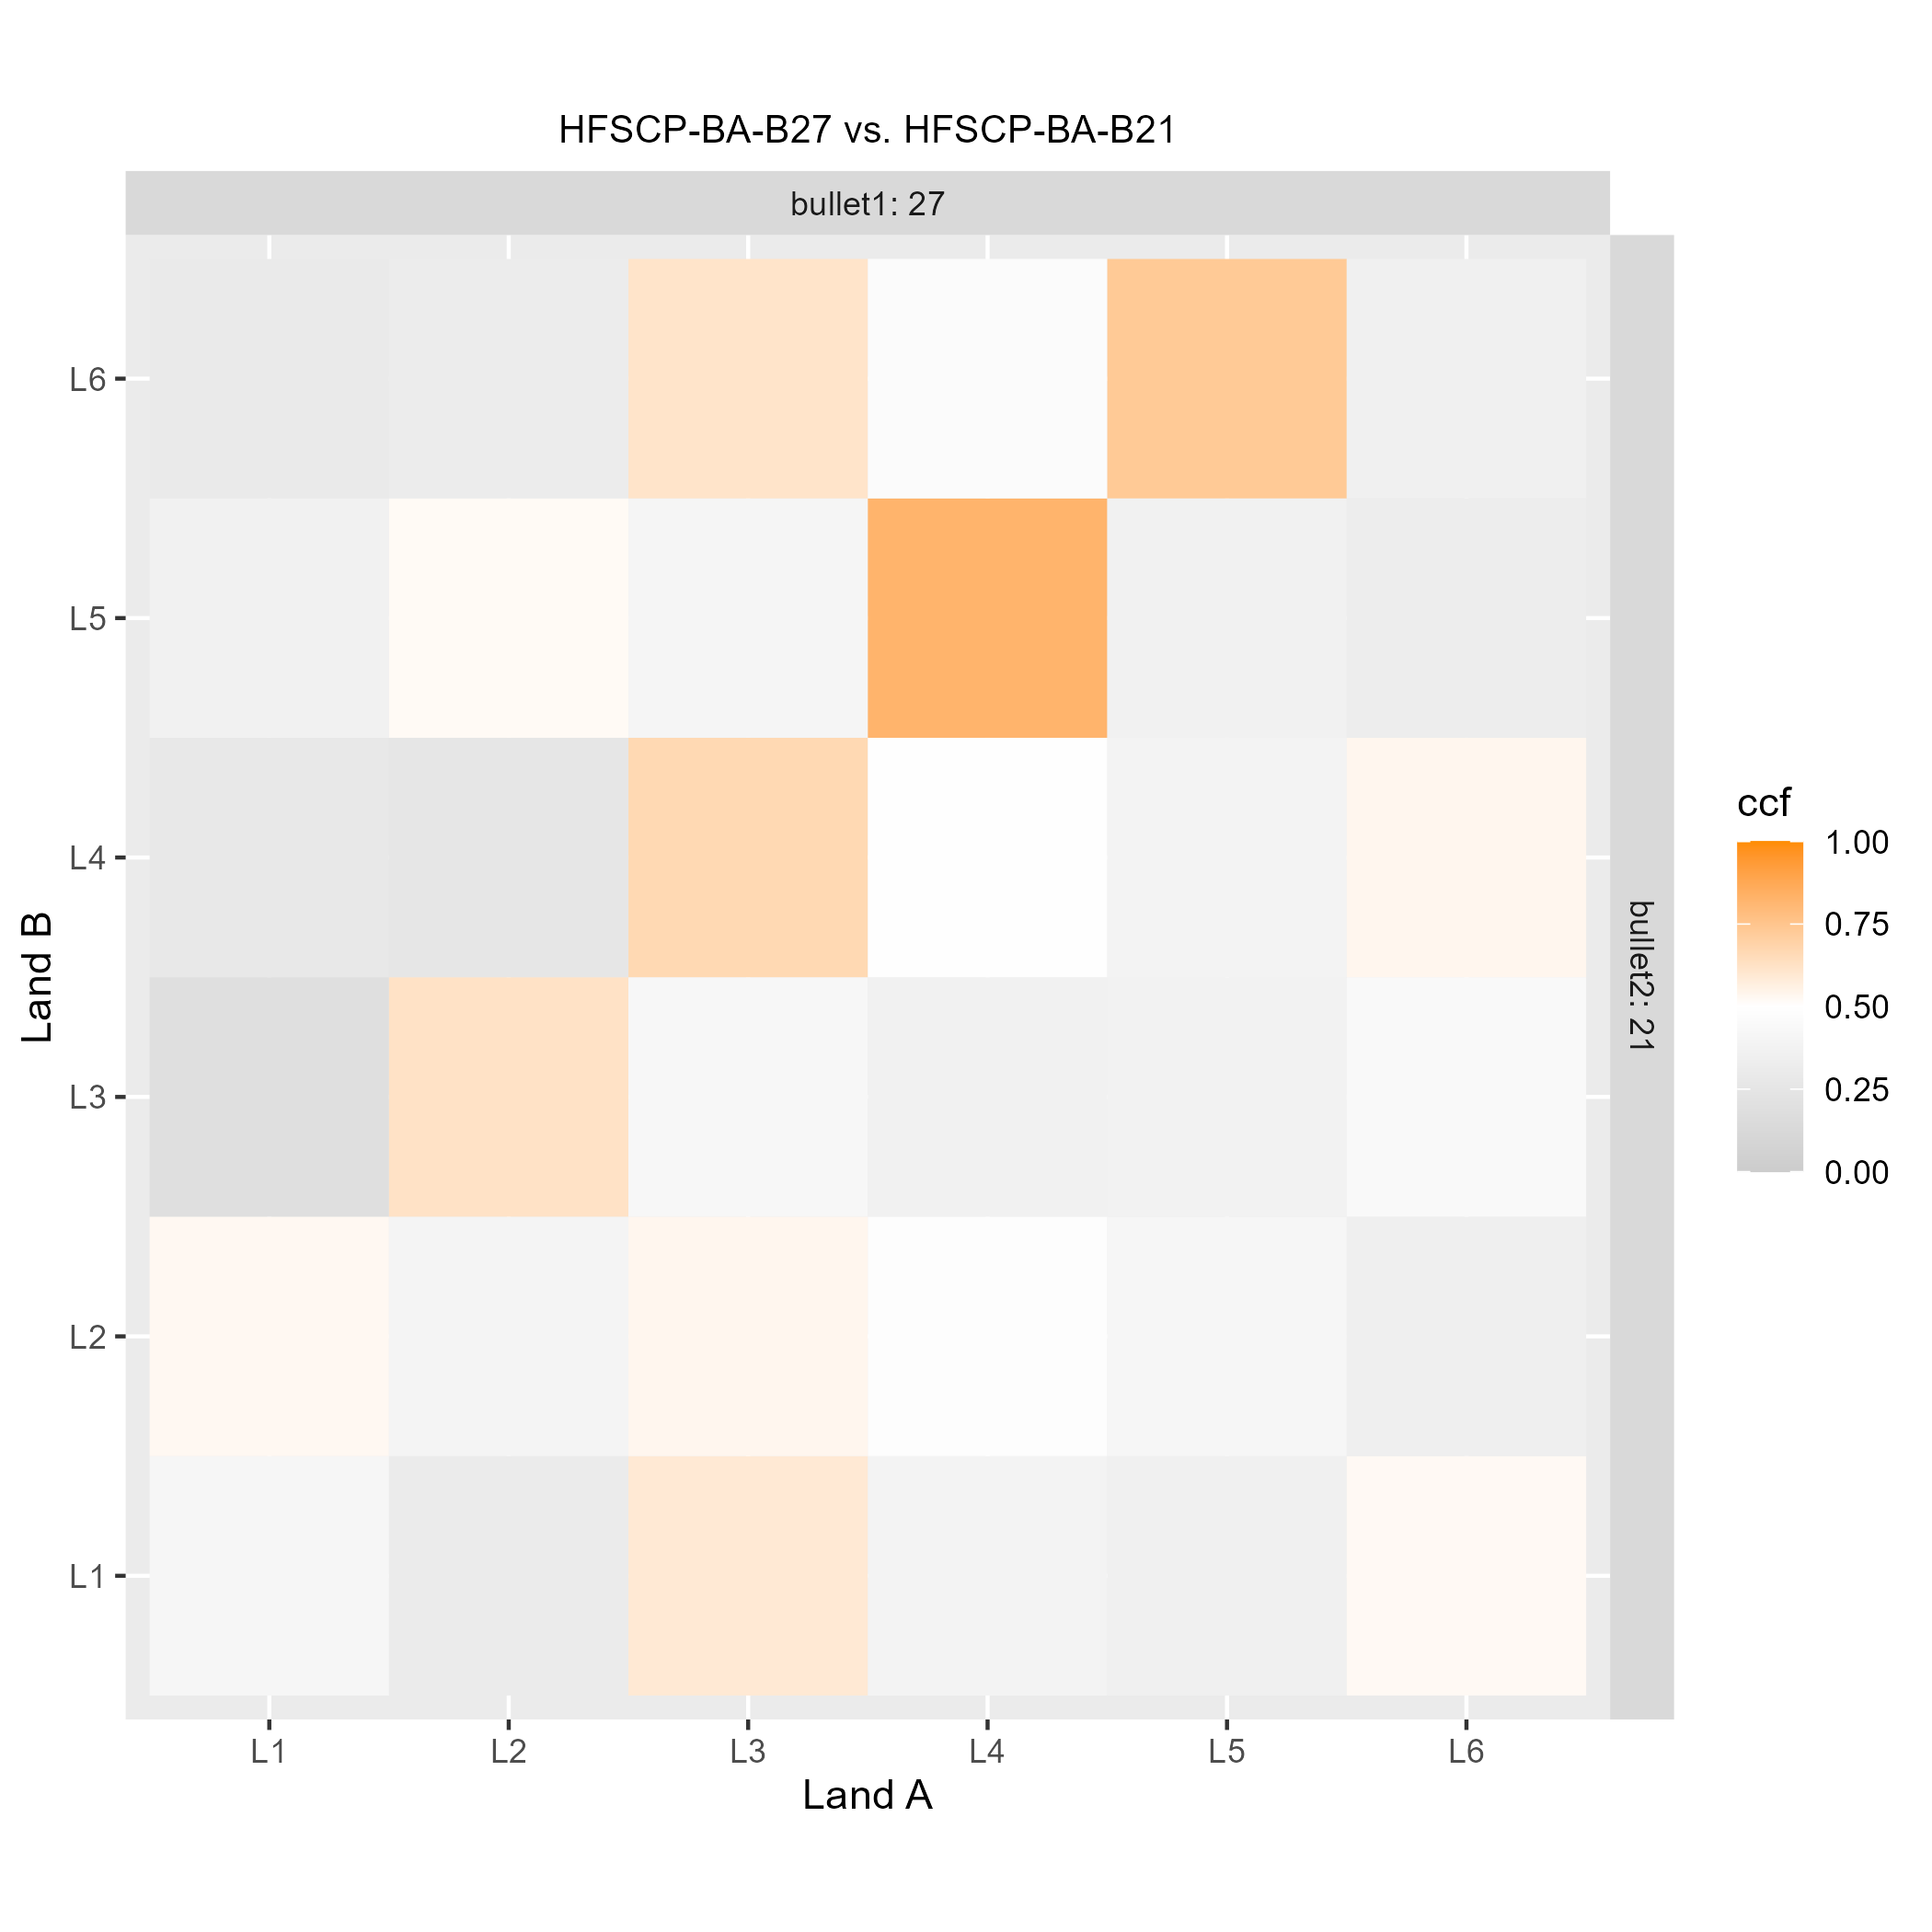 HFSCP-BA-B27 vs. HFSCP-BA-B21
bullet1: 27
L6
L5
L4
L3
L2
L1
Land B
bullet2: 21
L1 L2 L3 L4 L5 L6
Land A
ccf
1.00
0.75
0.50
0.25
0.00